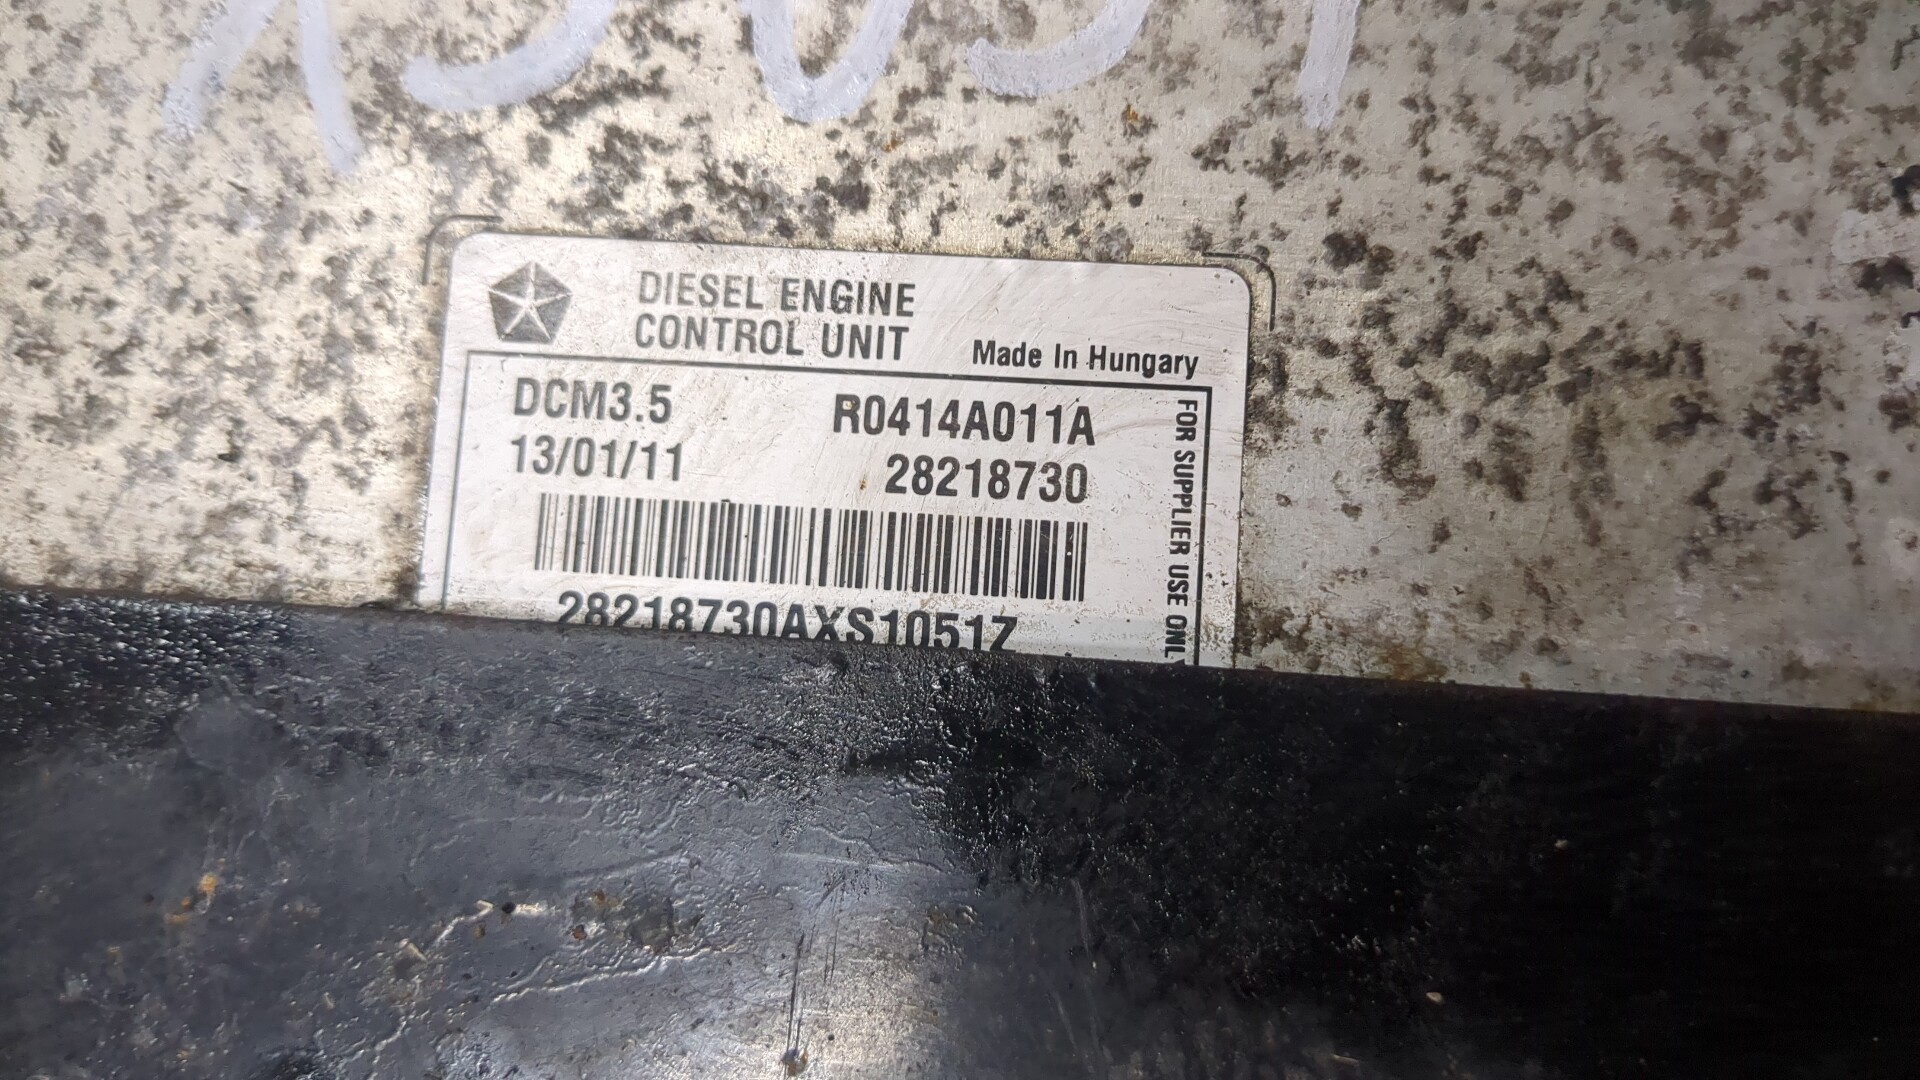 DIESEL ENGINE
CONTROL UNIT
Made In Hungary
DCM3.5
R0414A011A
13/01/11
28218730
FOR SUPPLIER USE ONLY
28218730AXS1051Z